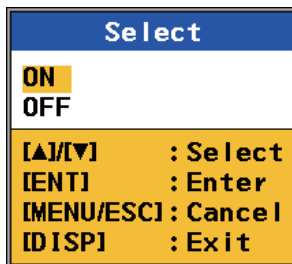 Select
ON
OFF
[▲]/[▼] :Select
[ENT] :Enter
[MENU/ESC]:Cancel
[DISP] :Exit